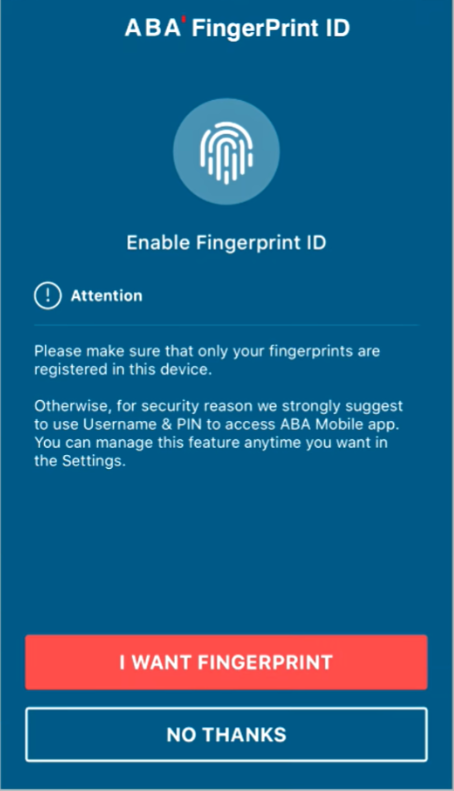 ABA' FingerPrint ID
Enable Fingerprint ID
! Attention
Please make sure that only your fingerprints are
registered in this device.
Otherwise, for security reason we strongly suggest
to use Username & PIN to access ABA Mobile app.
You can manage this feature anytime you want in
the Settings.
I WANT FINGERPRINT
NO THANKS